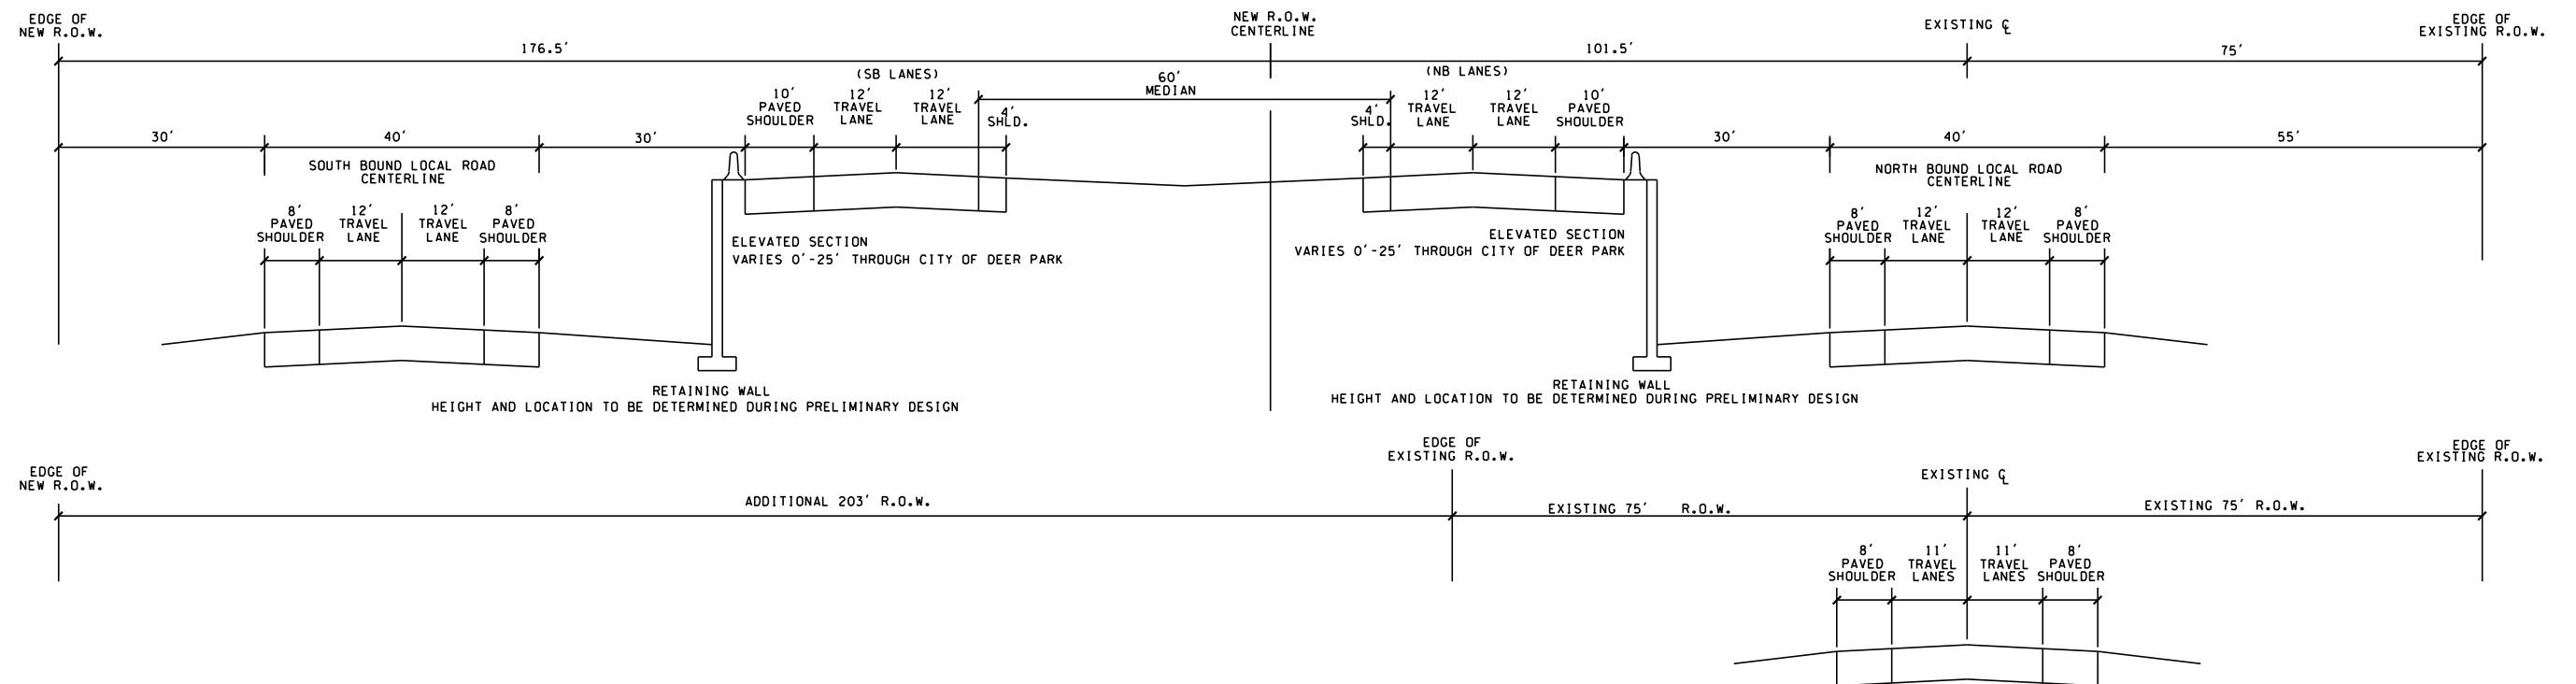 EDGE OF
NEW R.O.W.
176.5'
NEW R.O.W.
CENTERLINE
101.5'
EXISTING ℄
75'
EDGE OF
EXISTING R.O.W.
(SB LANES)
60'
MEDIAN
(NB LANES)
30'
40'
30'
10'
PAVED
SHOULDER
12'
TRAVEL
LANE
12'
TRAVEL
LANE
4'
SHLD.
4'
SHLD.
12'
TRAVEL
LANE
12'
TRAVEL
LANE
10'
PAVED
SHOULDER
30'
40'
55'
SOUTH BOUND LOCAL ROAD
CENTERLINE
NORTH BOUND LOCAL ROAD
CENTERLINE
8'
PAVED
SHOULDER
12'
TRAVEL
LANE
12'
TRAVEL
LANE
8'
PAVED
SHOULDER
ELEVATED SECTION
VARIES 0'-25' THROUGH CITY OF DEER PARK
ELEVATED SECTION
VARIES 0'-25' THROUGH CITY OF DEER PARK
8'
PAVED
SHOULDER
12'
TRAVEL
LANE
12'
TRAVEL
LANE
8'
PAVED
SHOULDER
RETAINING WALL
HEIGHT AND LOCATION TO BE DETERMINED DURING PRELIMINARY DESIGN
RETAINING WALL
HEIGHT AND LOCATION TO BE DETERMINED DURING PRELIMINARY DESIGN
EDGE OF
NEW R.O.W.
ADDITIONAL 203' R.O.W.
EDGE OF
EXISTING R.O.W.
EXISTING 75' R.O.W.
EXISTING ℄
EXISTING 75' R.O.W.
EDGE OF
EXISTING R.O.W.
8'
PAVED
SHOULDER
11'
TRAVEL
LANES
11'
TRAVEL
LANES
8'
PAVED
SHOULDER